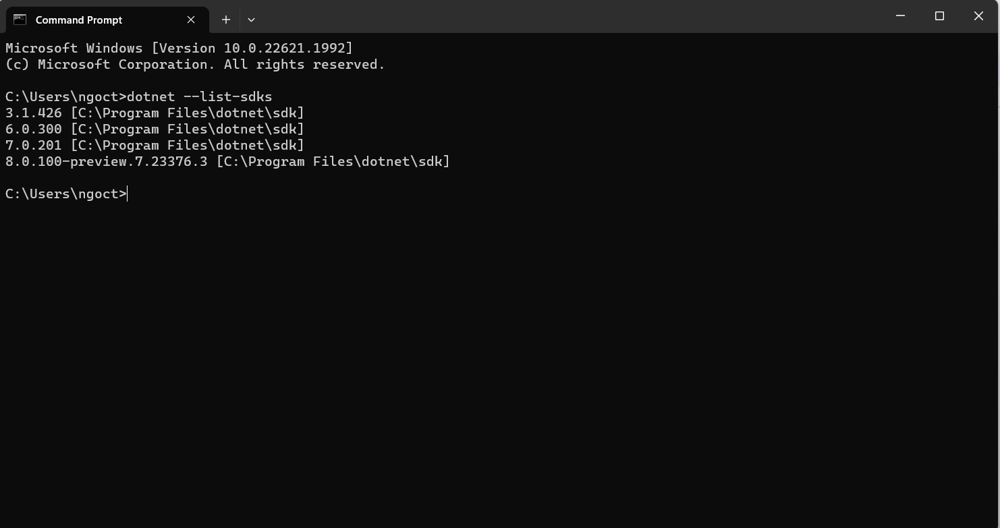 Command Prompt
Microsoft Windows [Version 10.0.22621.1992]
(c) Microsoft Corporation. All rights reserved.
C:\Users\ngoct>dotnet --list-sdks
3.1.426 [C:\Program Files\dotnet\sdk]
6.0.300 [C:\Program Files\dotnet\sdk]
7.0.201 [C:\Program Files\dotnet\sdk]
8.0.100-preview.7.23376.3 [C:\Program Files\dotnet\sdk]
C:\Users\ngoct>